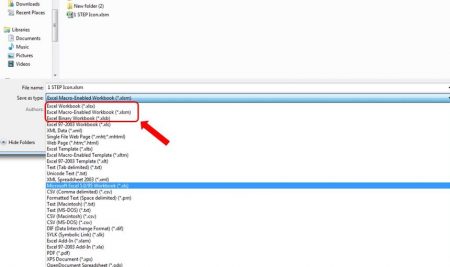 Downloads
Recent Places
New folder (2)
1 STEP Icon.xlsm
Libraries
Documents
Music
Pictures
Videos
File name: 1 STEP Icon.xlsm
Save as type: Excel Macro-Enabled Workbook (*.xlsm)
Excel Workbook (*.xlsx)
Excel Macro-Enabled Workbook (*.xlsm)
Excel Binary Workbook (*.xlsb)
Authors:
Excel 97-2003 Workbook (*.xls)
XML Data (*.xml)
Single File Web Page (*.mht;*.mhtml)
Hide Folders
Web Page (*.htm;*.html)
Excel Template (*.xltx)
Excel Macro-Enabled Template (*.xltm)
Excel 97-2003 Template (*.xlt)
Text (Tab delimited) (*.txt)
Unicode Text (*.txt)
XML Spreadsheet 2003 (*.xml)
Microsoft Excel 5.0/95 Workbook (*.xls)
CSV (Comma delimited) (*.csv)
Formatted Text (Space delimited) (*.prn)
Text (Macintosh) (*.txt)
Text (MS-DOS) (*.txt)
CSV (Macintosh) (*.csv)
CSV (MS-DOS) (*.csv)
DIF (Data Interchange Format) (*.dif)
SYLK (Symbolic Link) (*.slk)
Excel Add-In (*.xlam)
Excel 97-2003 Add-In (*.xla)
PDF (*.pdf)
XPS Document (*.xps)
OpenDocument Spreadsheet (*.ods)